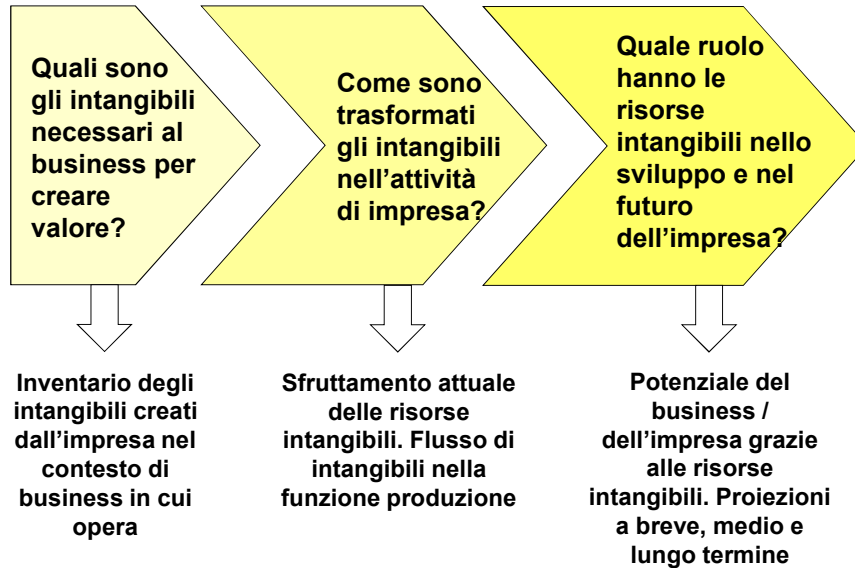 Quali sono
gli intangibili
necessari al
business per
creare
valore?
Come sono
trasformati
gli intangibili
nell'attività
di impresa?
Quale ruolo
hanno le
risorse
intangibili nello
sviluppo e nel
futuro
dell'impresa?
Inventario degli
intangibili creati
dall'impresa nel
contesto di
business in cui
opera
Sfruttamento attuale
delle risorse
intangibili. Flusso di
intangibili nella
funzione produzione
Potenziale del
business /
dell'impresa grazie
alle risorse
intangibili. Proiezioni
a breve, medio e
lungo termine